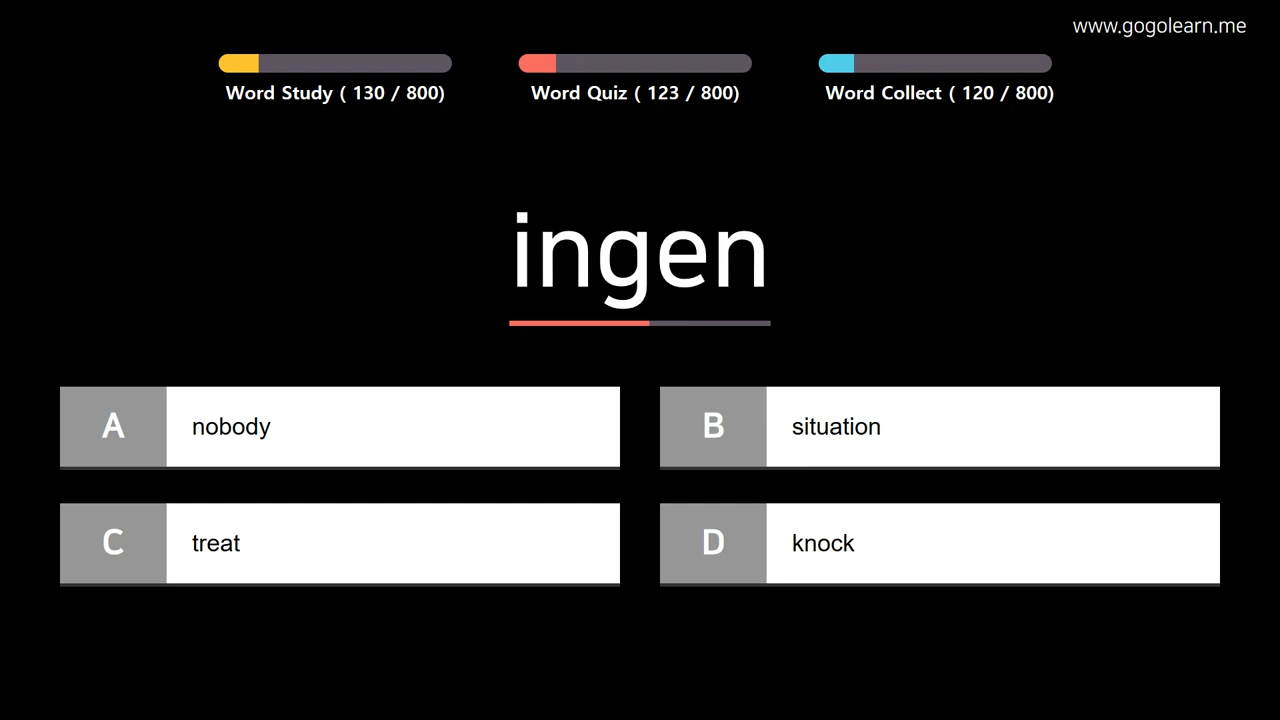 www.gogolearn.me
Word Study ( 130 / 800)
Word Quiz ( 123 / 800)
Word Collect ( 120 / 800)
ingen
A nobody
B situation
C treat
D knock